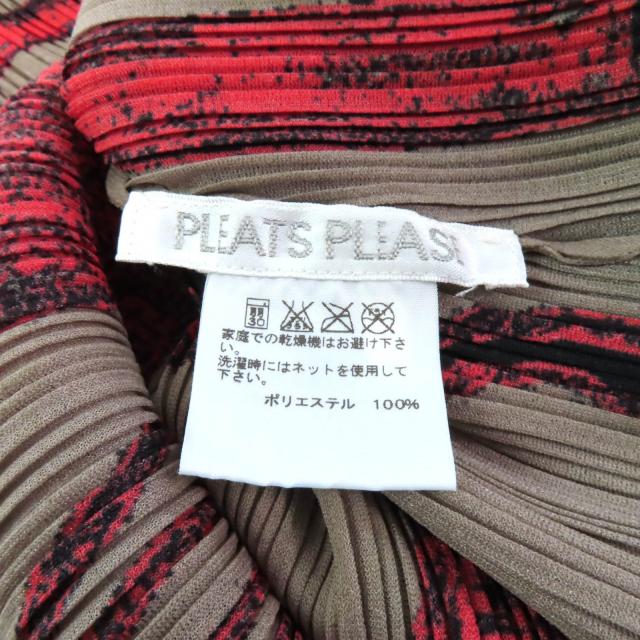 PLEATS PLEASE
家庭での乾燥機はお避け下さ
い。
洗濯時にはネットを使用して
下さい。
ポリエステル 100%